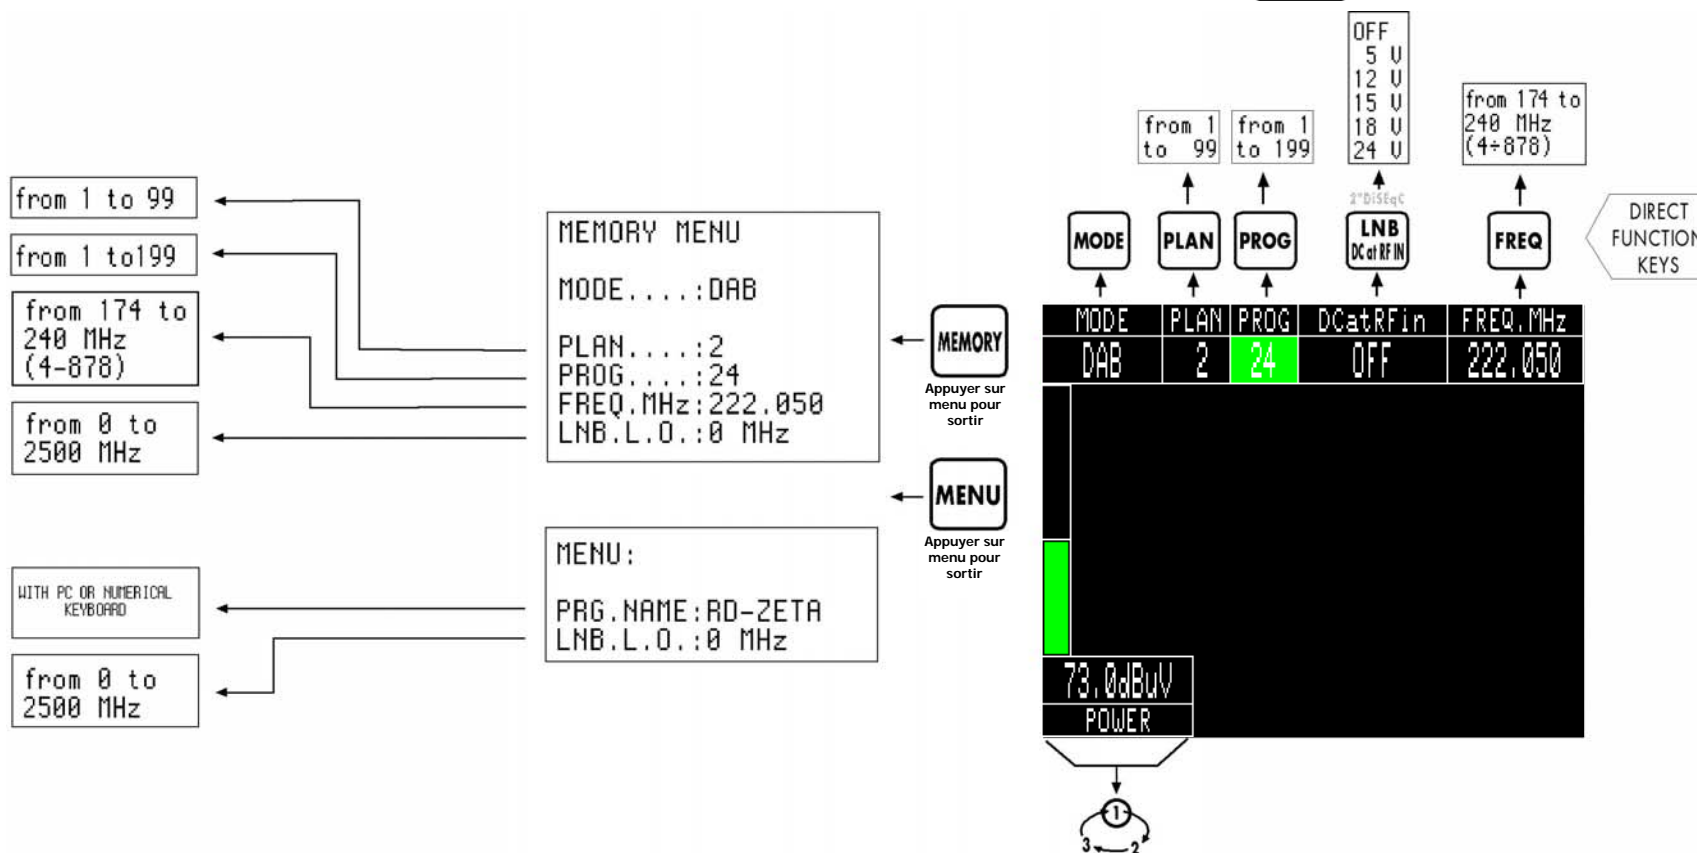 OFF
5 V
12 V
15 V
18 V
24 V
from 174 to
240 MHz
(4÷878)
from 1
to 99
from 1
to 199
2°DiSEqC
MODE
PLAN
PROG
LNB
DC at RF IN
FREQ
DIRECT
FUNCTION
KEYS
from 1 to 99
from 1 to199
from 174 to
240 MHz
(4-878)
from 0 to
2500 MHz
MEMORY MENU
MODE....:DAB
PLAN....:2
PROG....:24
FREQ.MHz:222.050
LNB.L.O.:0 MHz
MEMORY
Appuyer sur
menu pour
sortir
MENU
Appuyer sur
menu pour
sortir
WITH PC OR NUMERICAL
KEYBOARD
from 0 to
2500 MHz
MENU:
PRG.NAME:RD-ZETA
LNB.L.O.:0 MHz
MODE PLAN PROG DCatRFin FREQ.MHz
DAB 2 24 OFF 222.050
73.0dBuV
POWER
1
3 2